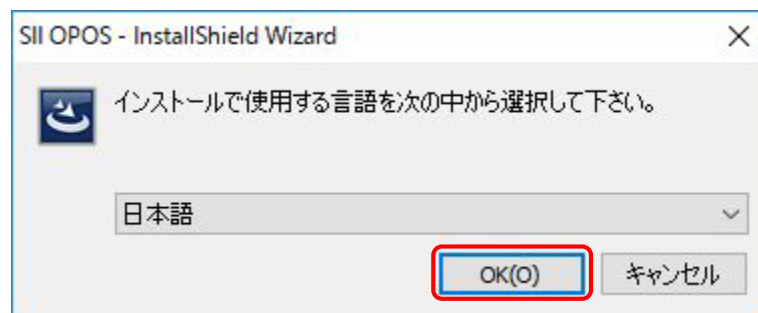 SII OPOS - InstallShield Wizard
インストールで使用する言語を次の中から選択して下さい。
日本語
OK(O)
キャンセル